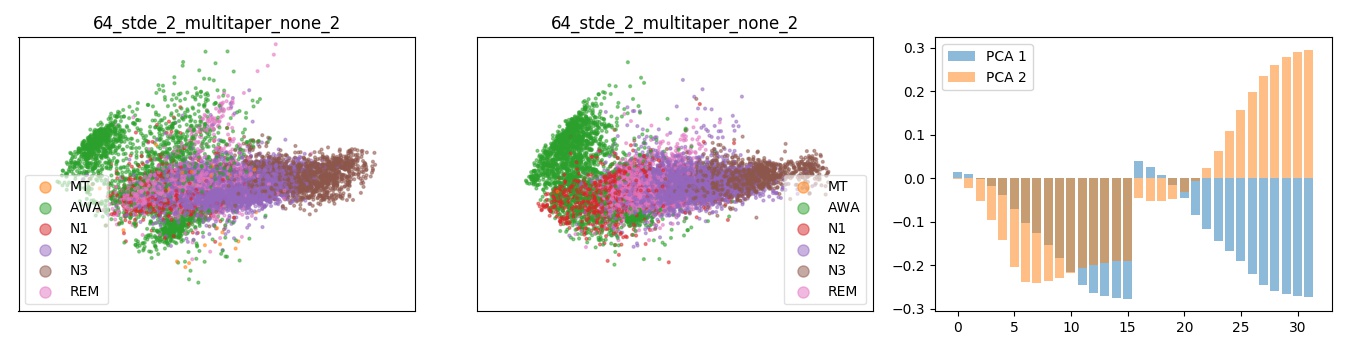 64_stde_2_multitaper_none_2
MT
AWA
N1
N2
N3
REM
64_stde_2_multitaper_none_2
MT
AWA
N1
N2
N3
REM
PCA 1
PCA 2
0.3
0.2
0.1
0.0
−0.1
−0.2
−0.3
0 5 10 15 20 25 30